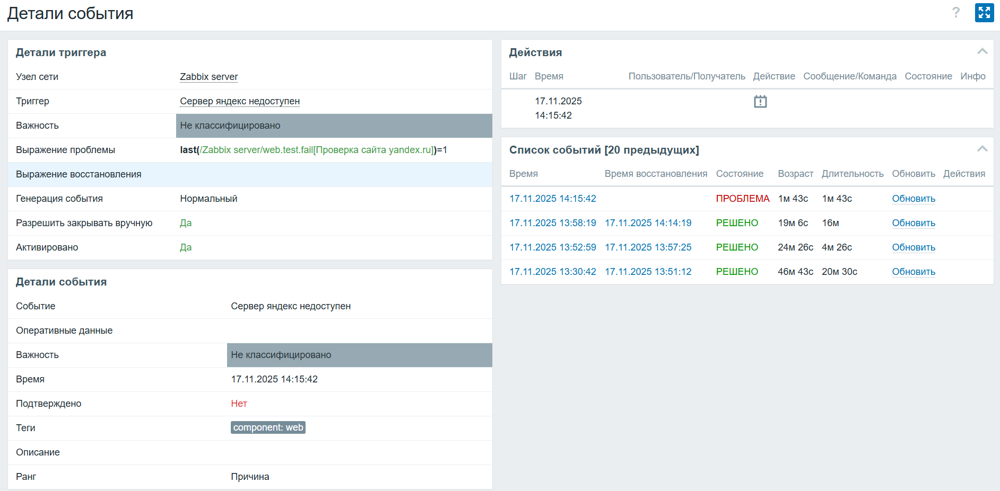 Детали события
?
Детали триггера
Узел сети Zabbix server
Триггер Сервер яндекс недоступен
Важность Не классифицировано
Выражение проблемы last(/Zabbix server/web.test.fail[Проверка сайта yandex.ru])=1
Выражение восстановления
Генерация события Нормальный
Разрешить закрывать вручную Да
Активировано Да
Детали события
Событие Сервер яндекс недоступен
Оперативные данные
Важность Не классифицировано
Время 17.11.2025 14:15:42
Подтверждено Нет
Теги component: web
Описание
Ранг Причина
Действия
Шаг Время Пользователь/Получатель Действие Сообщение/Команда Состояние Инфо
17.11.2025
14:15:42
Список событий [20 предыдущих]
Время Время восстановления Состояние Возраст Длительность Обновить Действия
17.11.2025 14:15:42 ПРОБЛЕМА 1м 43с 1м 43с Обновить
17.11.2025 13:58:19 17.11.2025 14:14:19 РЕШЕНО 19м 6с 16м Обновить
17.11.2025 13:52:59 17.11.2025 13:57:25 РЕШЕНО 24м 26с 4м 26с Обновить
17.11.2025 13:30:42 17.11.2025 13:51:12 РЕШЕНО 46м 43с 20м 30с Обновить